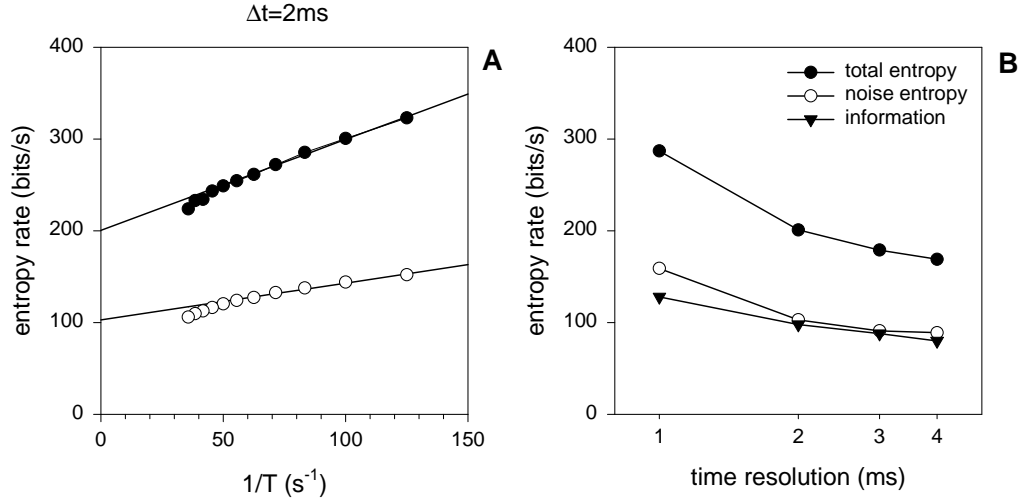 Δt=2ms
A
entropy rate (bits/s)
400
300
200
100
0
0 50 100 150
1/T (s⁻¹)
B
total entropy
noise entropy
information
entropy rate (bits/s)
400
300
200
100
0
1 2 3 4
time resolution (ms)